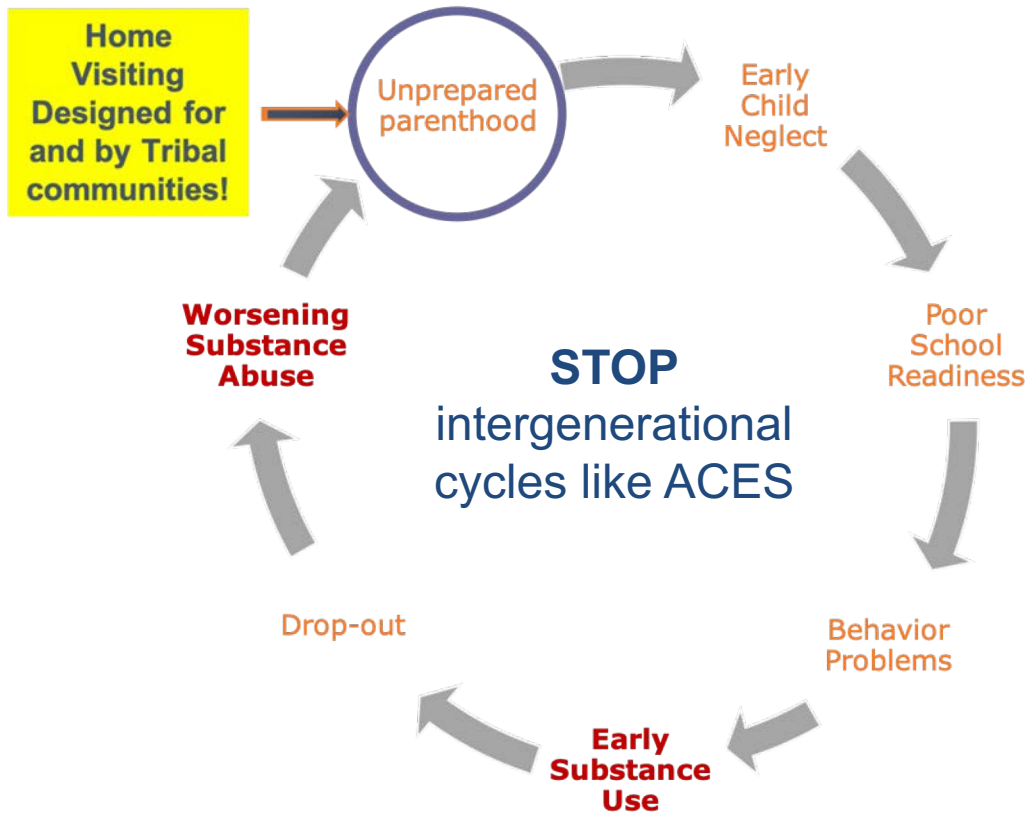 Home
Visiting
Designed for
and by Tribal
communities!
Unprepared
parenthood
Early
Child
Neglect
Poor
School
Readiness
Behavior
Problems
Early
Substance
Use
Drop-out
Worsening
Substance
Abuse
STOP
intergenerational
cycles like ACES